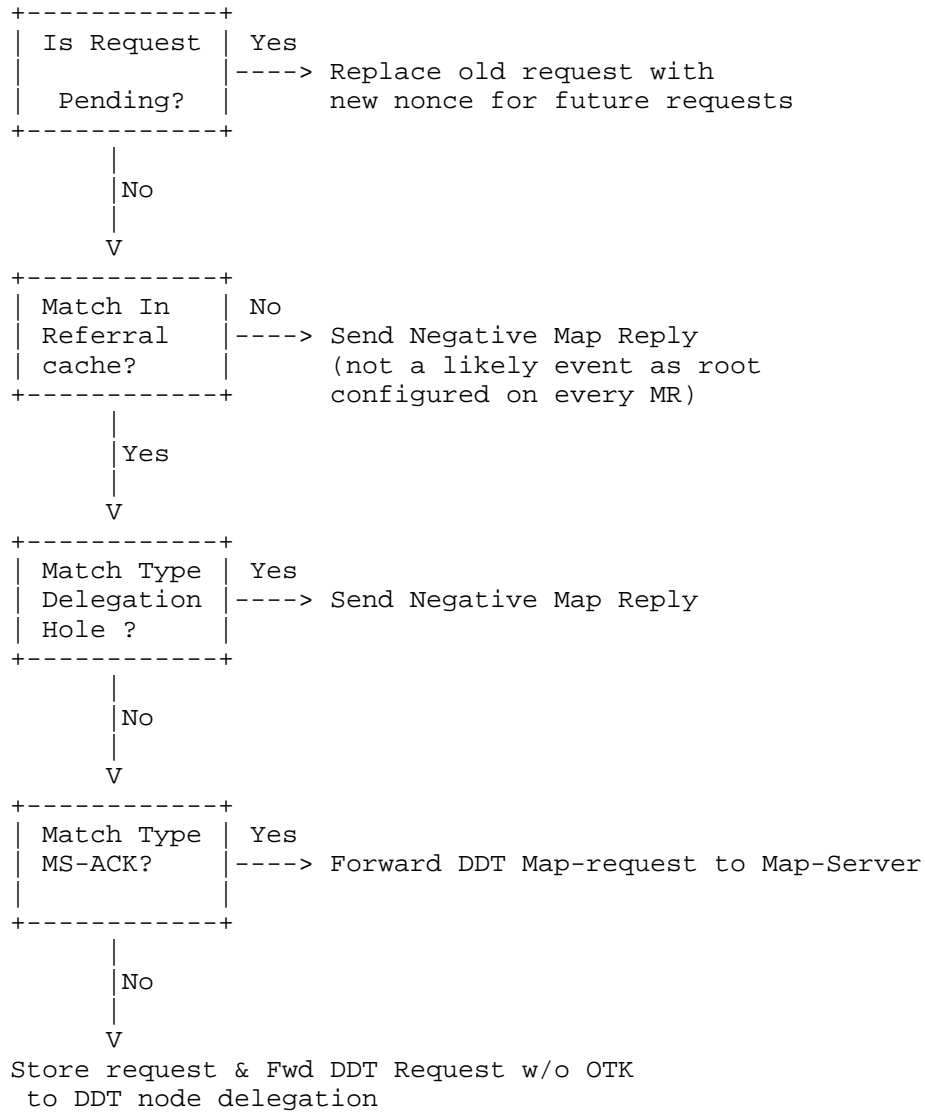 +------------+
| Is Request | Yes
|            |----> Replace old request with
|  Pending?  |      new nonce for future requests
+------------+
      |
      |No
      |
      V
+------------+
| Match In   | No
| Referral   |----> Send Negative Map Reply
| cache?     |      (not a likely event as root
+------------+      configured on every MR)
      |
      |Yes
      |
      V
+------------+
| Match Type | Yes
| Delegation |----> Send Negative Map Reply
| Hole ?     |
+------------+
      |
      |No
      |
      V
+------------+
| Match Type | Yes
| MS-ACK?    |----> Forward DDT Map-request to Map-Server
|            |
+------------+
      |
      |No
      |
      V
Store request & Fwd DDT Request w/o OTK
 to DDT node delegation